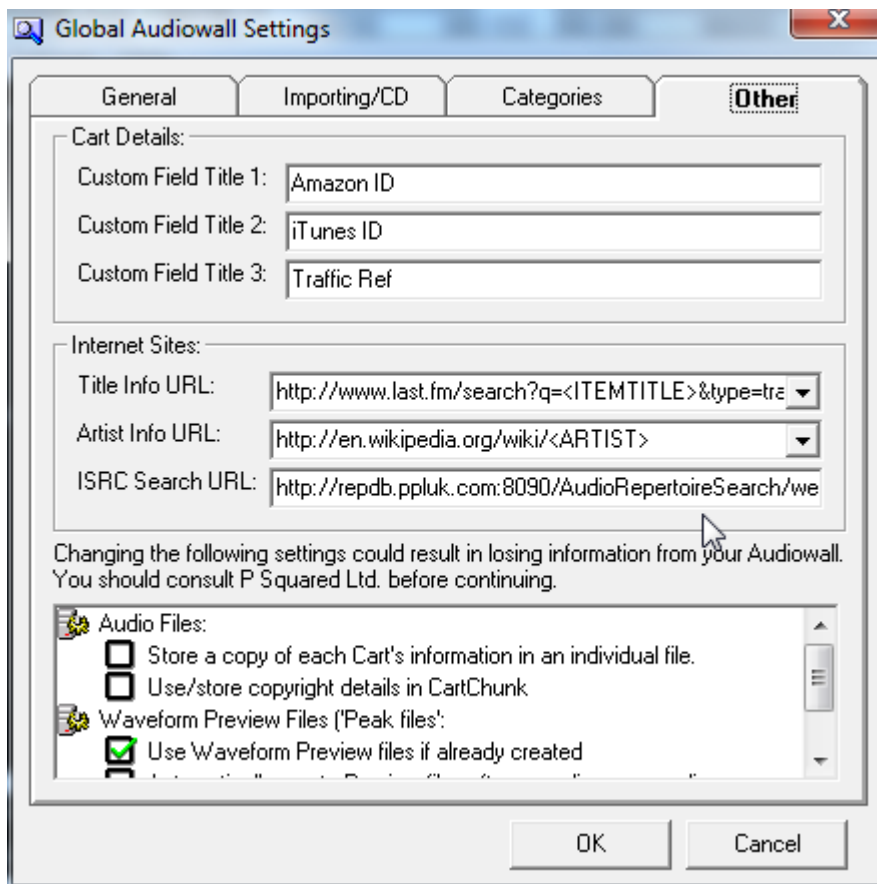 Global Audiowall Settings
General Importing/CD Categories Other
Cart Details:
Custom Field Title 1: Amazon ID
Custom Field Title 2: iTunes ID
Custom Field Title 3: Traffic Ref
Internet Sites:
Title Info URL: http://www.last.fm/search?q=<ITEMTITLE>&type=tra
Artist Info URL: http://en.wikipedia.org/wiki/<ARTIST>
ISRC Search URL: http://repdb.ppluk.com:8090/AudioRepertoireSearch/we
Changing the following settings could result in losing information from your Audiowall.
You should consult P Squared Ltd. before continuing.
Audio Files:
Store a copy of each Cart's information in an individual file.
Use/store copyright details in CartChunk
Waveform Preview Files ('Peak files':
Use Waveform Preview files if already created
OK Cancel